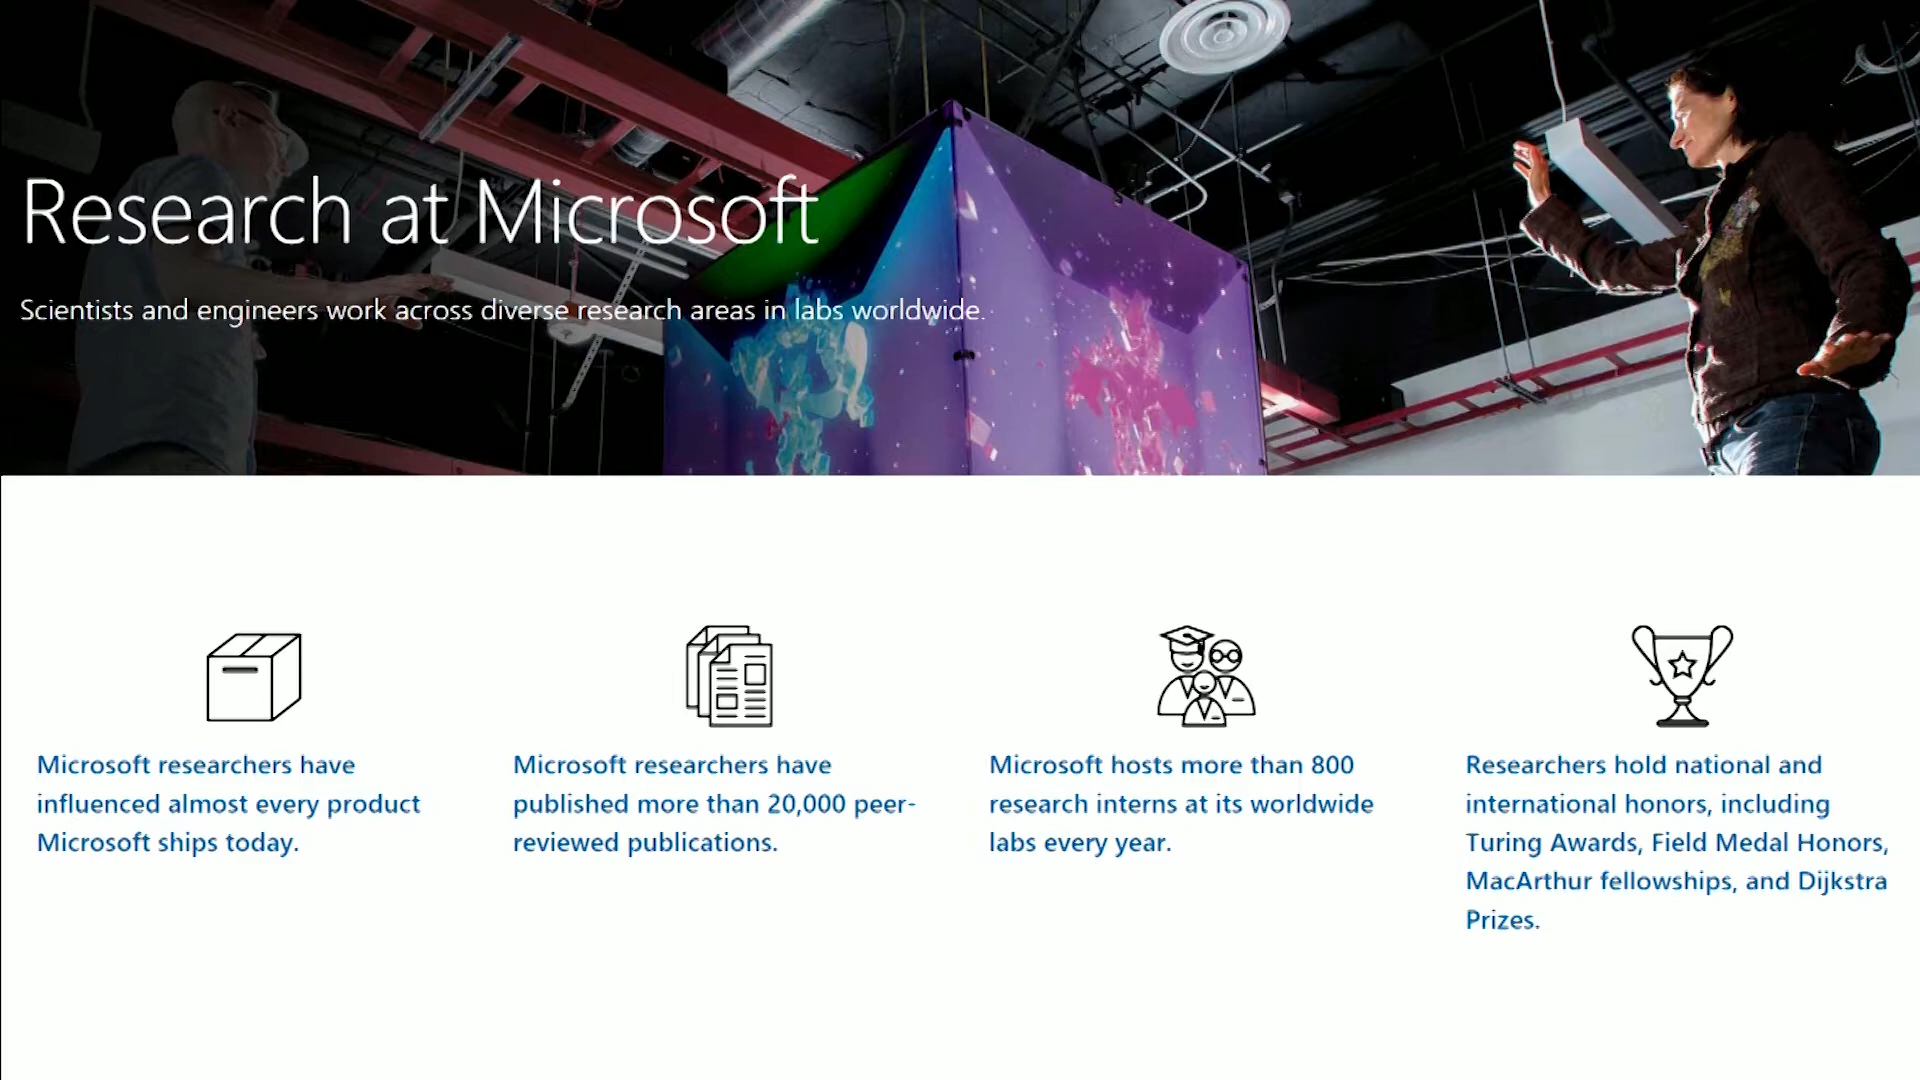 Research at Microsoft
Scientists and engineers work across diverse research areas in labs worldwide.
Microsoft researchers have
influenced almost every product
Microsoft ships today.
Microsoft researchers have
published more than 20,000 peer-
reviewed publications.
Microsoft hosts more than 800
research interns at its worldwide
labs every year.
Researchers hold national and
international honors, including
Turing Awards, Field Medal Honors,
MacArthur fellowships, and Dijkstra
Prizes.